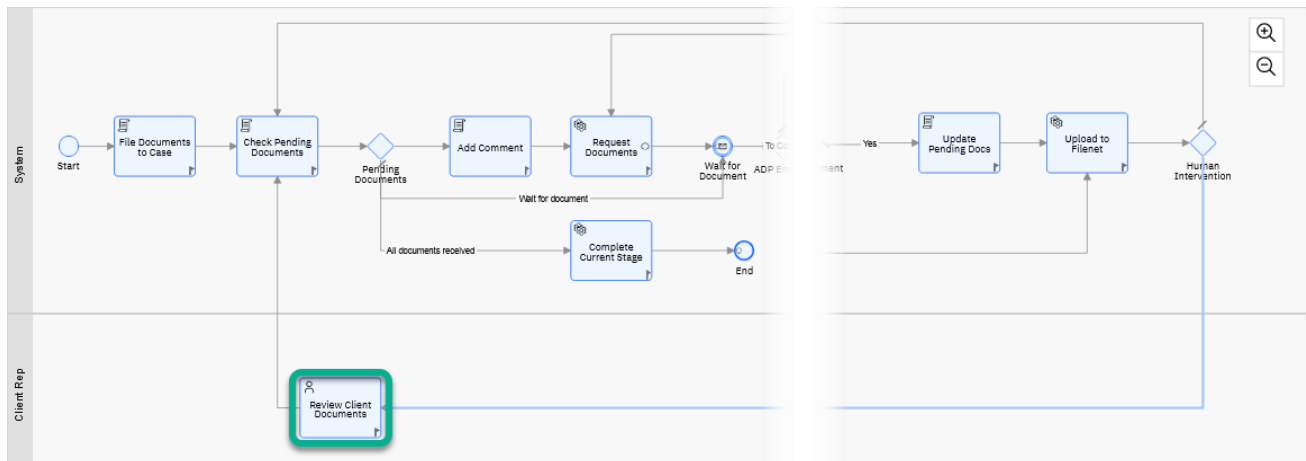 System
Start
File Documents
to Case
Check Pending
Documents
Pending
Documents
Add Comment
Request
Documents
Wait for
Document
To
Wait for document
All documents received
Complete
Current Stage
End
ADP
Yes
Update
Pending Docs
Upload to
Filenet
Human
Intervention
Client Rep
Review Client
Documents